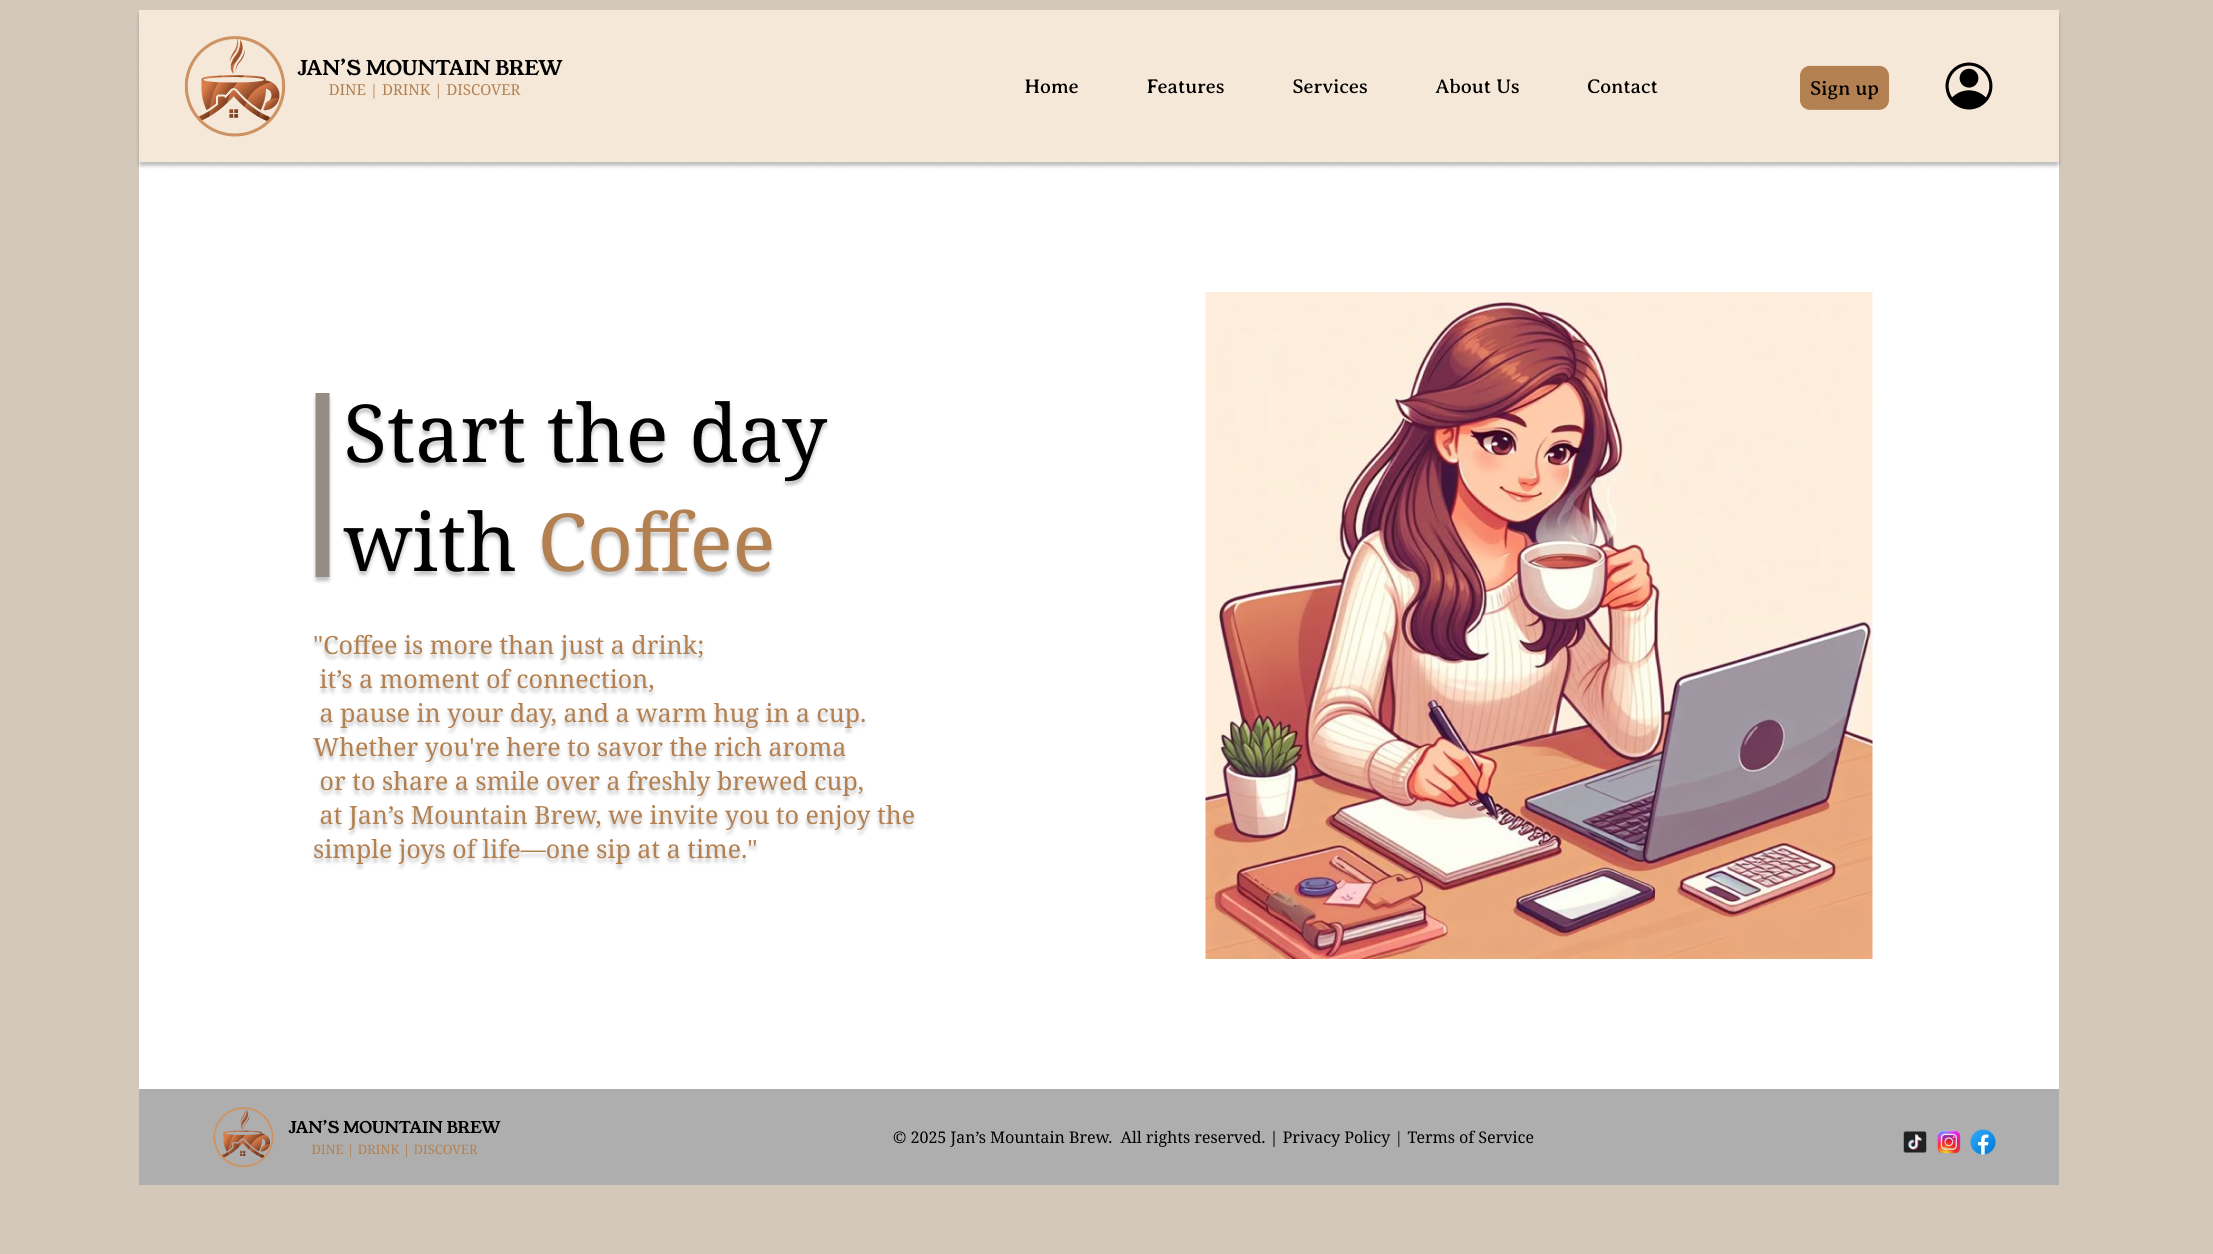 JAN’S MOUNTAIN BREW
DINE | DRINK | DISCOVER
Home
Features
Services
About Us
Contact
Sign up
Start the day
with Coffee
"Coffee is more than just a drink;
it’s a moment of connection,
a pause in your day, and a warm hug in a cup.
Whether you're here to savor the rich aroma
or to share a smile over a freshly brewed cup,
at Jan’s Mountain Brew, we invite you to enjoy the
simple joys of life—one sip at a time."
JAN’S MOUNTAIN BREW
DINE | DRINK | DISCOVER
© 2025 Jan’s Mountain Brew.  All rights reserved. | Privacy Policy | Terms of Service